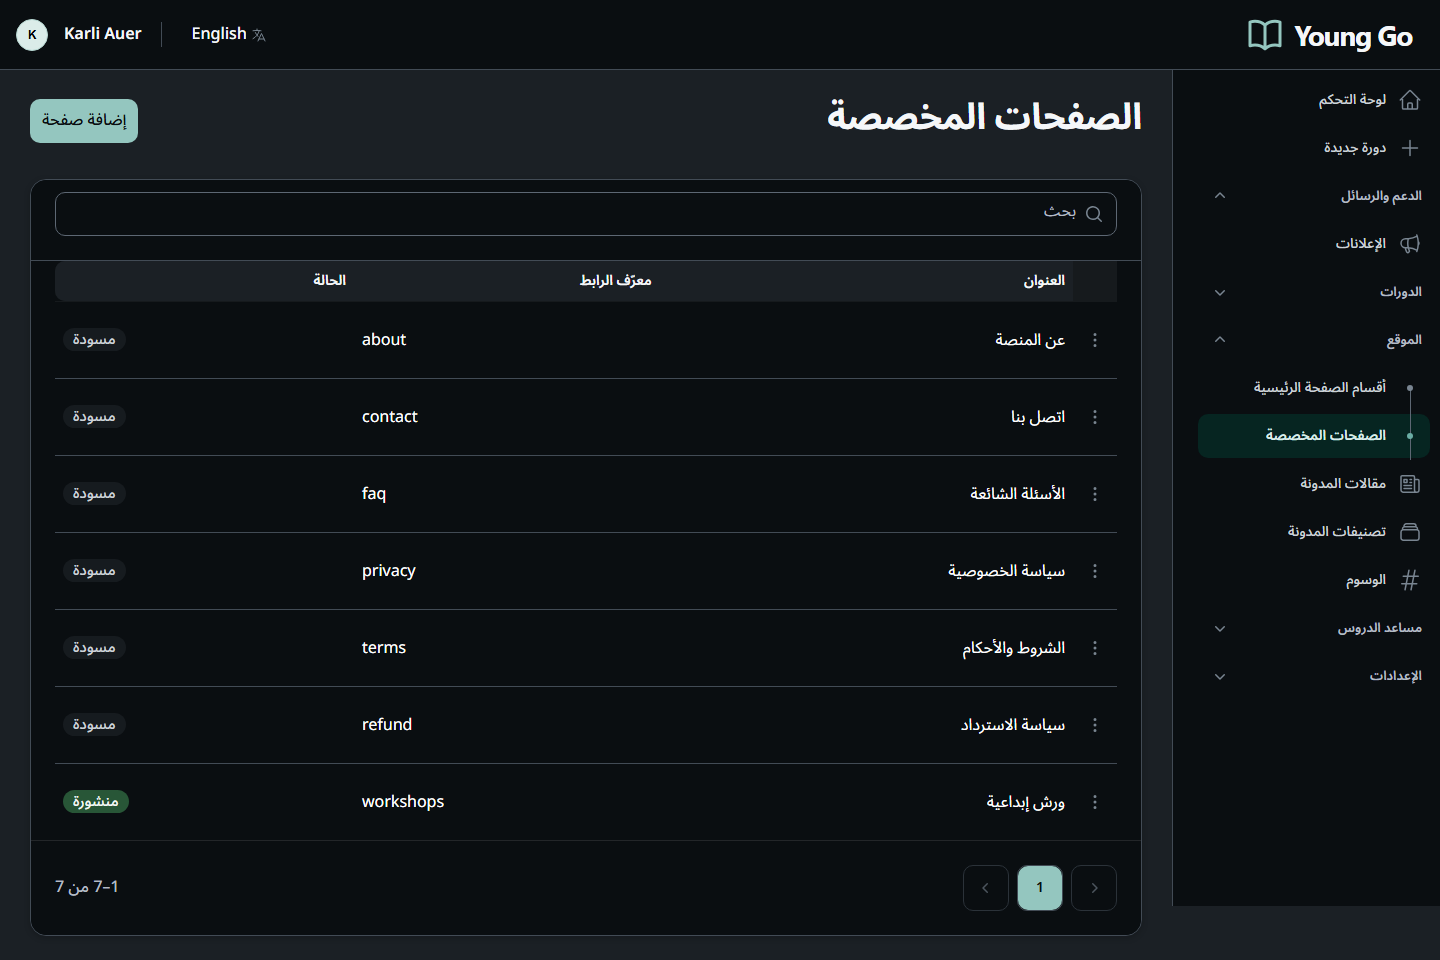 Young Go
English
Karli Auer
K
لوحة التحكم
دورة جديدة
الدعم والرسائل
الإعلانات
الدورات
الموقع
أقسام الصفحة الرئيسية
الصفحات المخصصة
مقالات المدونة
تصنيفات المدونة
الوسوم
مساعد الدروس
الإعدادات
الصفحات المخصصة
إضافة صفحة
بحث
العنوان معرّف الرابط الحالة
عن المنصة about مسودة
اتصل بنا contact مسودة
الأسئلة الشائعة faq مسودة
سياسة الخصوصية privacy مسودة
الشروط والأحكام terms مسودة
سياسة الاسترداد refund مسودة
ورش إبداعية workshops منشورة
1
1–7 من 7